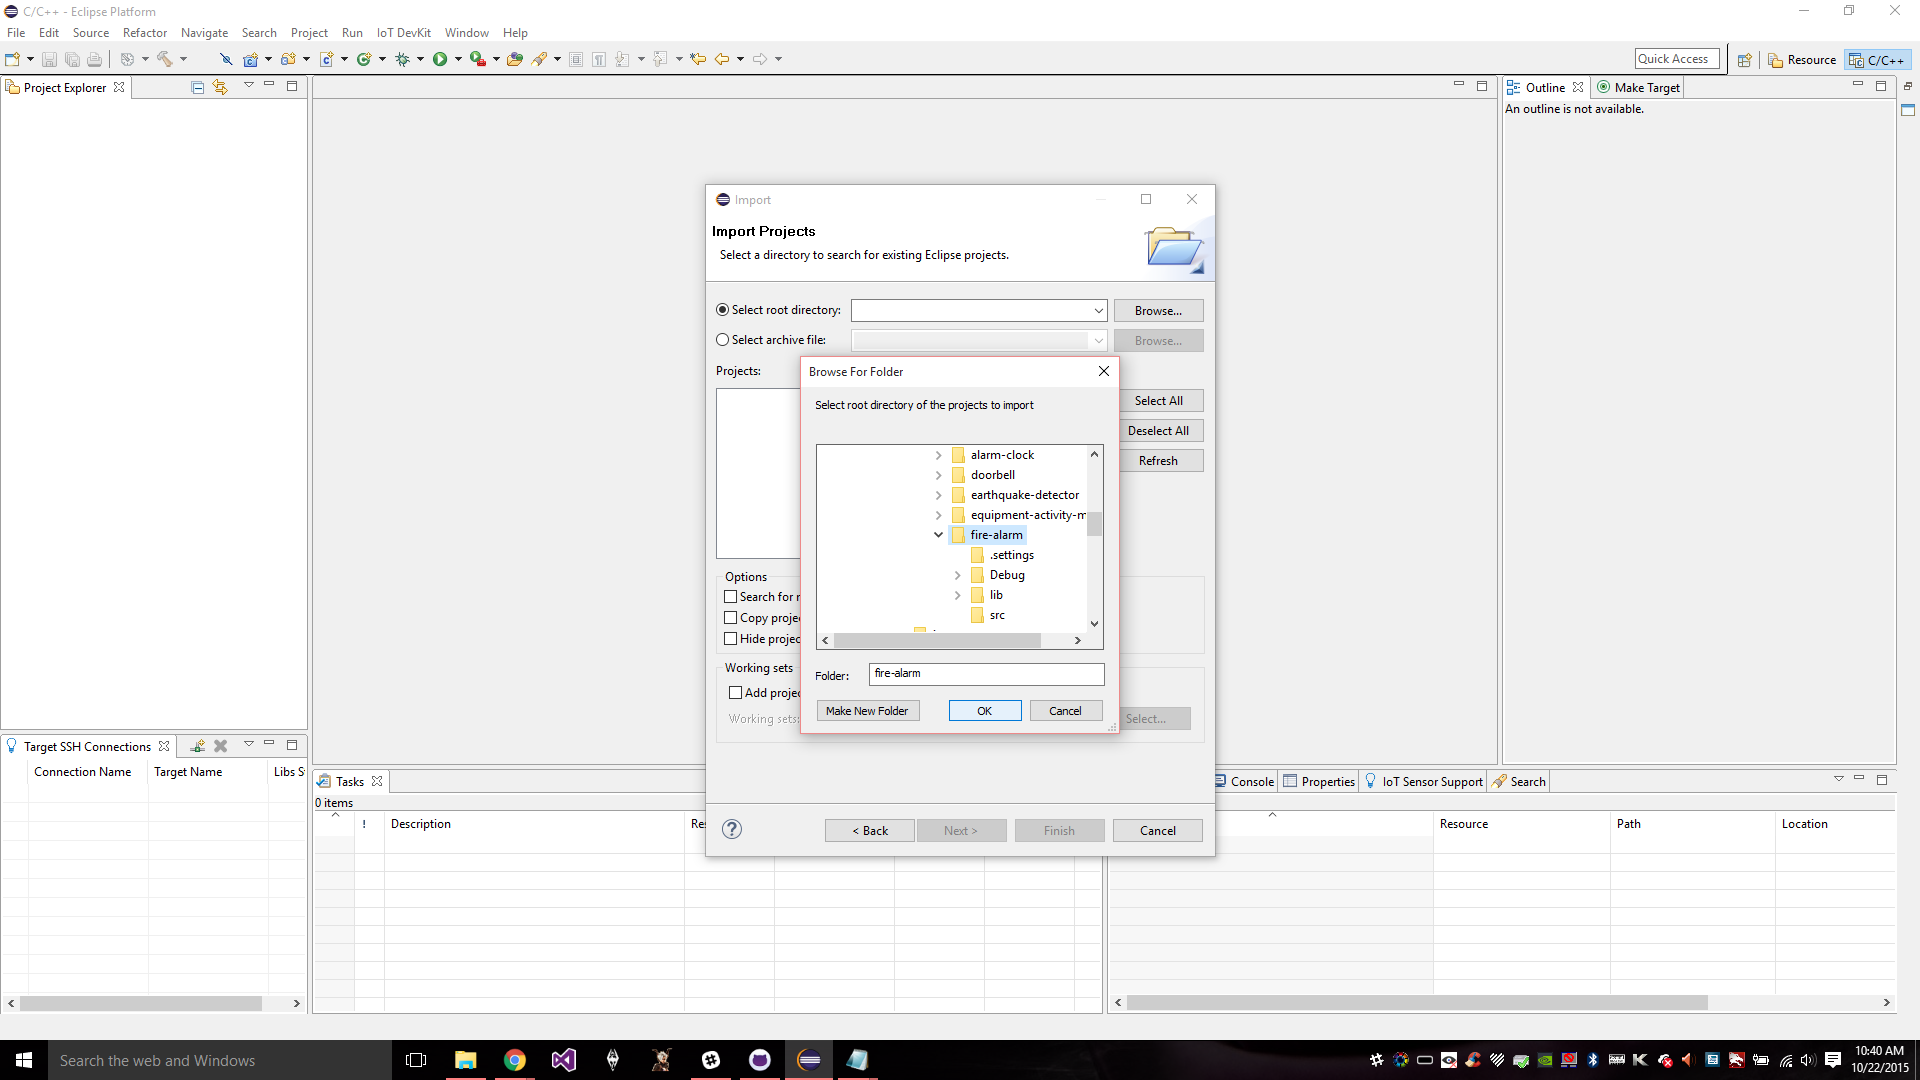 C/C++ - Eclipse Platform
File Edit Source Refactor Navigate Search Project Run IoT DevKit Window Help
Quick Access
Resource
C/C++
Project Explorer
Outline
Make Target
An outline is not available.
Import
Import Projects
Select a directory to search for existing Eclipse projects.
Select root directory:
Browse...
Select archive file:
Browse...
Projects:
Browse For Folder
Select root directory of the projects to import
Select All
Deselect All
Refresh
alarm-clock
doorbell
earthquake-detector
equipment-activity-m
fire-alarm
.settings
Debug
lib
src
Options
Search for
Copy projec
Hide projec
Working sets
Add projec
Working sets:
Select...
Folder:
fire-alarm
Make New Folder
OK
Cancel
< Back
Next >
Finish
Cancel
Target SSH Connections
Connection Name
Target Name
Libs S
Tasks
0 items
!
Description
Re
Console
Properties
IoT Sensor Support
Search
Resource
Path
Location
Search the web and Windows
10:40 AM
10/22/2015